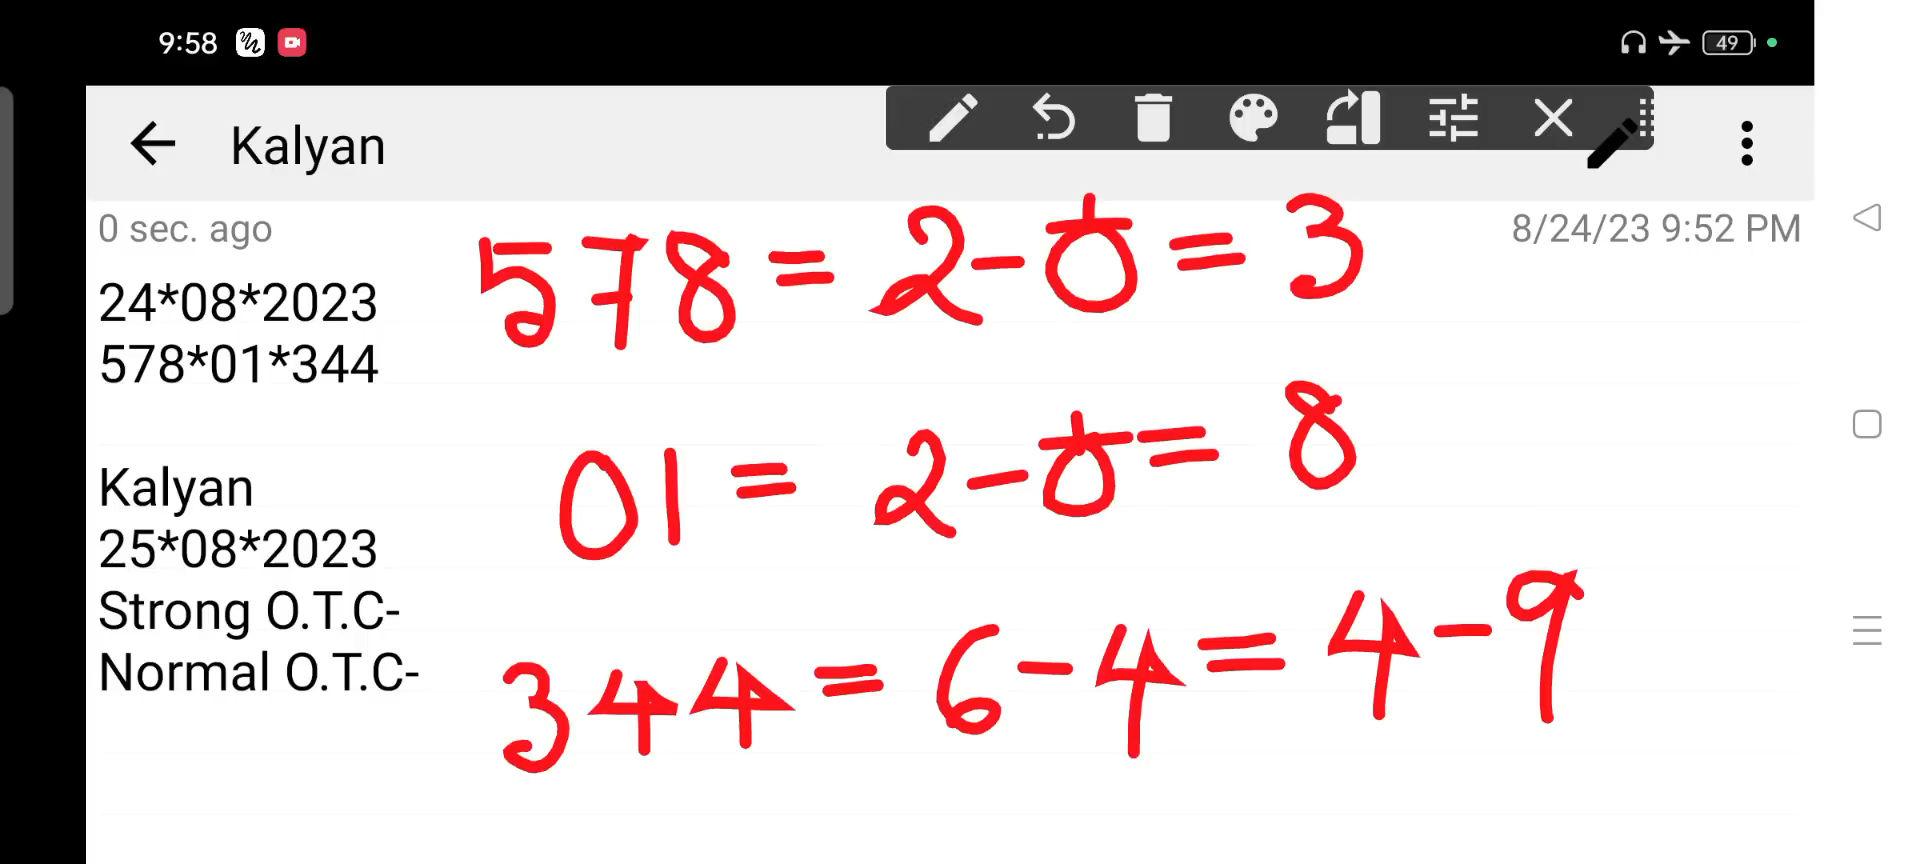 9:58 49
Kalyan
0 sec. ago 8/24/23 9:52 PM
24*08*2023
578*01*344
Kalyan
25*08*2023
Strong O.T.C-
Normal O.T.C-
578=2-0=3
01=2-0=8
344=6-4=4-9